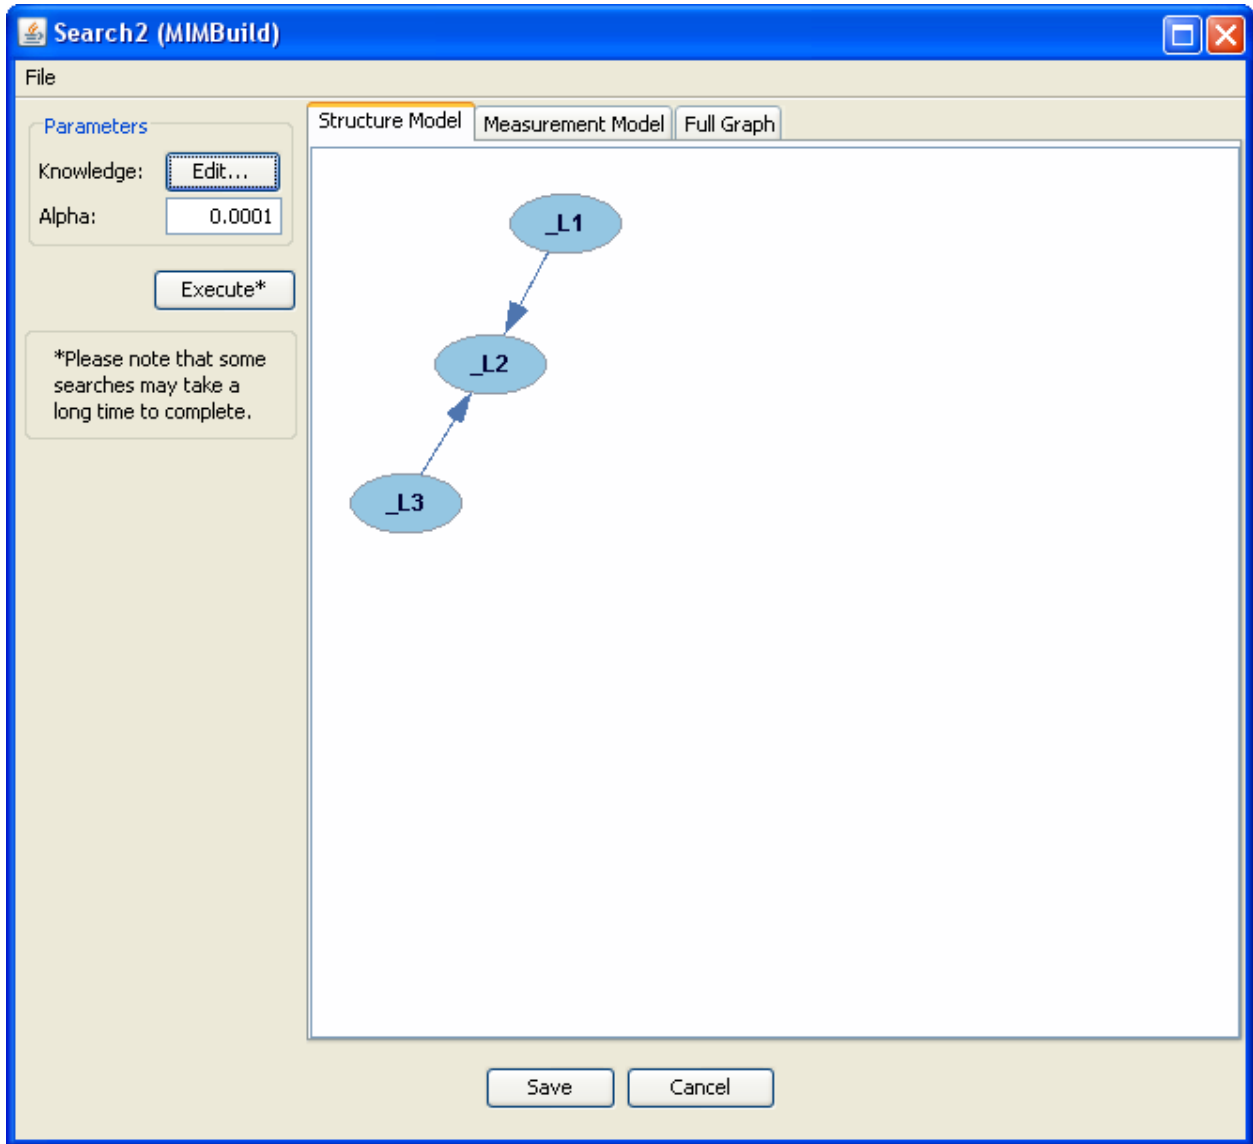 Search2 (MIMBuild)
File
Parameters
Knowledge: Edit...
Alpha: 0.0001
Execute*
*Please note that some
searches may take a
long time to complete.
Structure Model Measurement Model Full Graph
_L1
_L2
_L3
Save Cancel